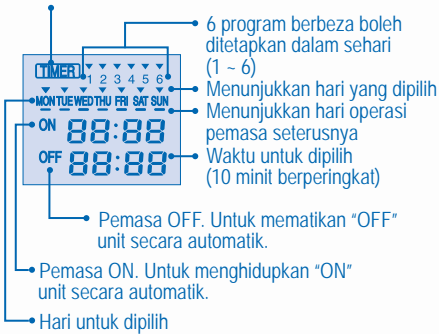 6 program berbeza boleh
ditetapkan dalam sehari
(1 ~ 6)
TIMER
1 2 3 4 5 6
Menunjukkan hari yang dipilih
MON TUE WED THU FRI SAT SUN
Menunjukkan hari operasi
pemasa seterusnya
ON 88:88
OFF 88:88
Waktu untuk dipilih
(10 minit berperingkat)
Pemasa OFF. Untuk mematikan “OFF”
unit secara automatik.
Pemasa ON. Untuk menghidupkan “ON”
unit secara automatik.
Hari untuk dipilih